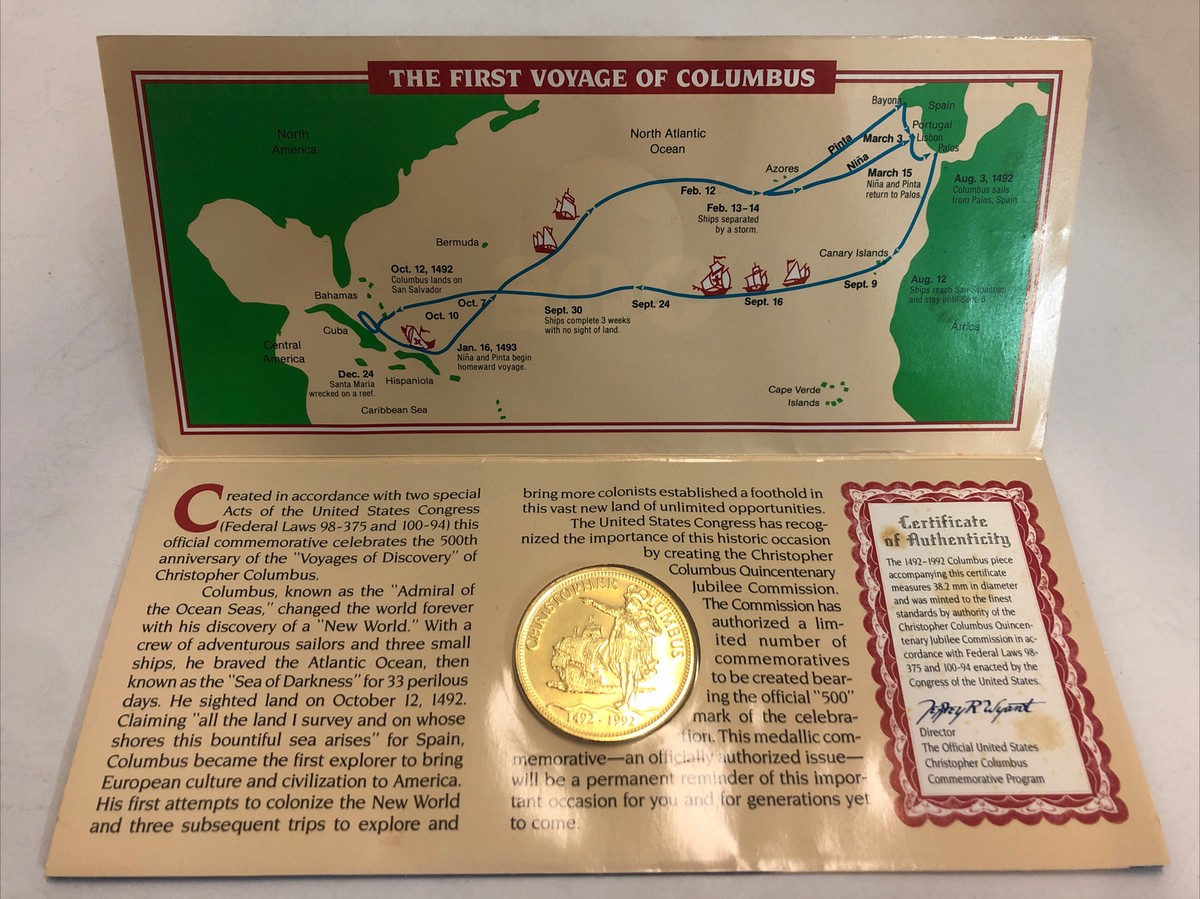 THE FIRST VOYAGE OF COLUMBUS
North
America
North Atlantic
Ocean
Bayona
Spain
Portugal
Lisbon
Palos
Pinta
March 3
Niña
Azores
March 15
Niña and Pinta
return to Palos.
Aug. 3, 1492
Columbus sails
from Palos, Spain
Feb. 12
Feb. 13-14
Ships separated
by a storm.
Bermuda
Canary Islands
Oct. 12, 1492
Columbus lands on
San Salvador
Aug. 12
Ships reach San Sebastian
and stay until Sept. 6
Sept. 9
Bahamas
Oct. 7
Oct. 10
Sept. 30
Ships complete 3 weeks
with no sight of land.
Sept. 24
Sept. 16
Africa
Cuba
Central
America
Jan. 16, 1493
Niña and Pinta begin
homeward voyage.
Dec. 24
Santa Maria
wrecked on a reef.
Hispaniola
Caribbean Sea
Cape Verde
Islands
Created in accordance with two special
Acts of the United States Congress
(Federal Laws 98-375 and 100-94) this
official commemorative celebrates the 500th
anniversary of the "Voyages of Discovery" of
Christopher Columbus.
Columbus, known as the "Admiral of
the Ocean Seas," changed the world forever
with his discovery of a "New World." With a
crew of adventurous sailors and three small
ships, he braved the Atlantic Ocean, then
known as the "Sea of Darkness" for 33 perilous
days. He sighted land on October 12, 1492.
Claiming "all the land I survey and on whose
shores this bountiful sea arises" for Spain,
Columbus became the first explorer to bring
European culture and civilization to America.
His first attempts to colonize the New World
and three subsequent trips to explore and
bring more colonists established a foothold in
this vast new land of unlimited opportunities.
The United States Congress has recog-
nized the importance of this historic occasion
by creating the Christopher
Columbus Quincentenary
Jubilee Commission.
The Commission has
authorized a lim-
ited number of
commemoratives
to be created bear-
ing the official "500"
mark of the celebra-
tion. This medallic com-
memorative—an officially authorized issue—
will be a permanent reminder of this impor-
tant occasion for you and for generations yet
to come.
CHRISTOPHER COLUMBUS
1492-1992
Certificate
of Authenticity
The 1492-1992 Columbus piece
accompanying this certificate
measures 38.2 mm in diameter
and was minted to the finest
standards by authority of the
Christopher Columbus Quincen-
tenary Jubilee Commission in ac-
cordance with Federal Laws 98-
375 and 100-94 enacted by the
Congress of the United States.
Jeffrey R. Wyant
Director
The Official United States
Christopher Columbus
Commemorative Program